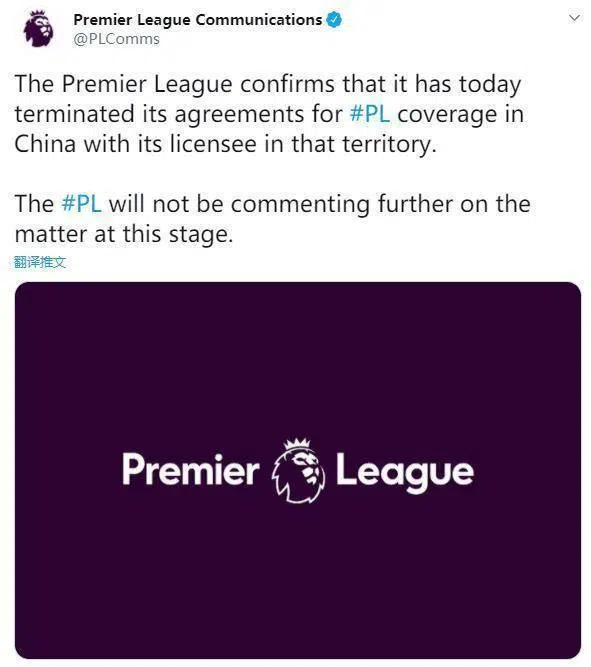 Premier League Communications
@PLComms
The Premier League confirms that it has today
terminated its agreements for #PL coverage in
China with its licensee in that territory.
The #PL will not be commenting further on the
matter at this stage.
翻译推文
Premier League